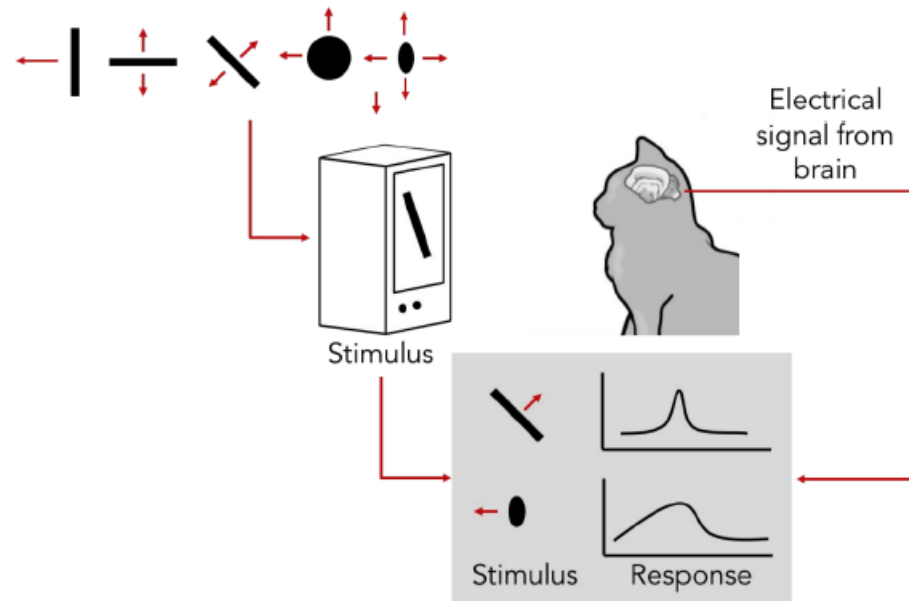 Electrical
signal from
brain
Stimulus
Stimulus
Response